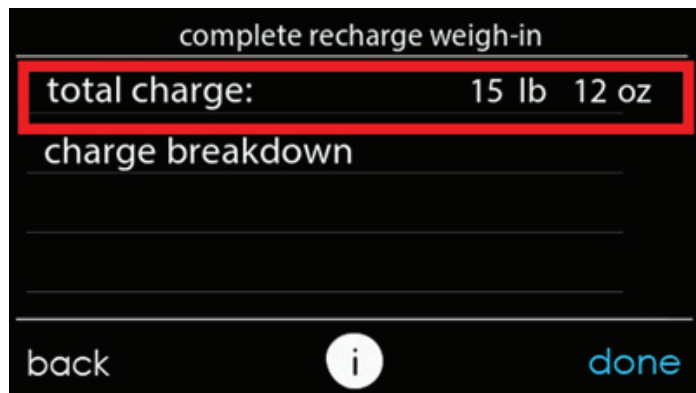 complete recharge weigh-in
total charge: 15 lb 12 oz
charge breakdown
back i done